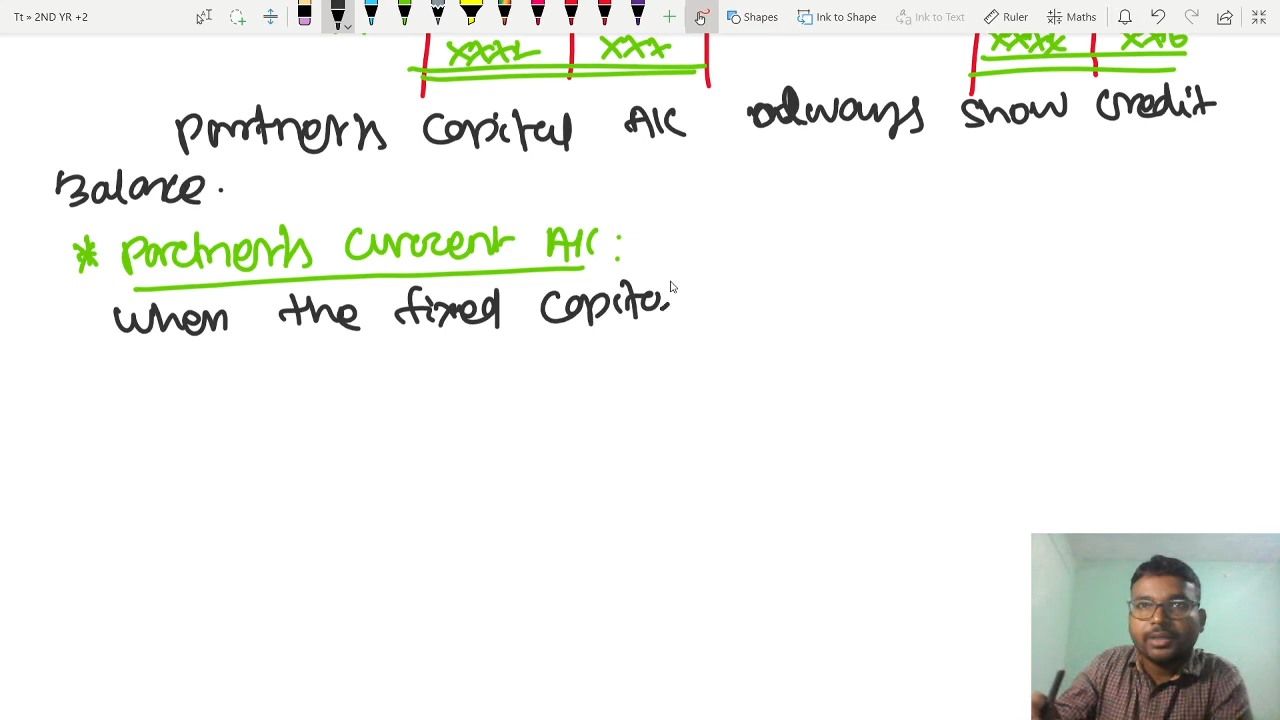 Tt > 2ND YR +2
Shapes Ink to Shape Ink to Text Ruler Maths
xxxx xxx xxxx xxx
partner's capital A/C always show credit
Balance.
* Partner's current A/C :
when the fixed capita